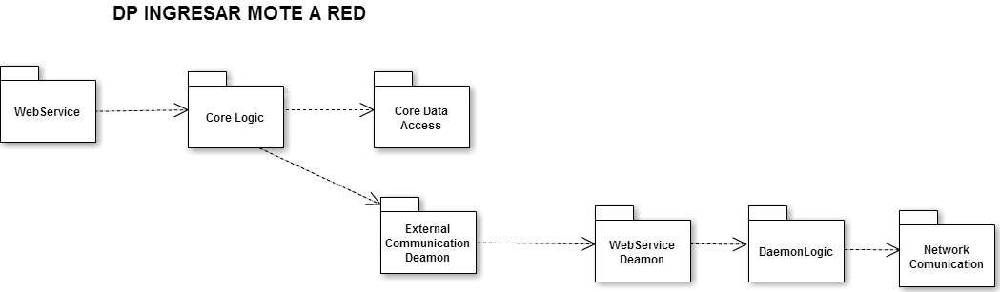 DP INGRESAR MOTE A RED
WebService
Core Logic
Core Data
Access
External
Communication
Deamon
WebService
Deamon
DaemonLogic
Network
Comunication